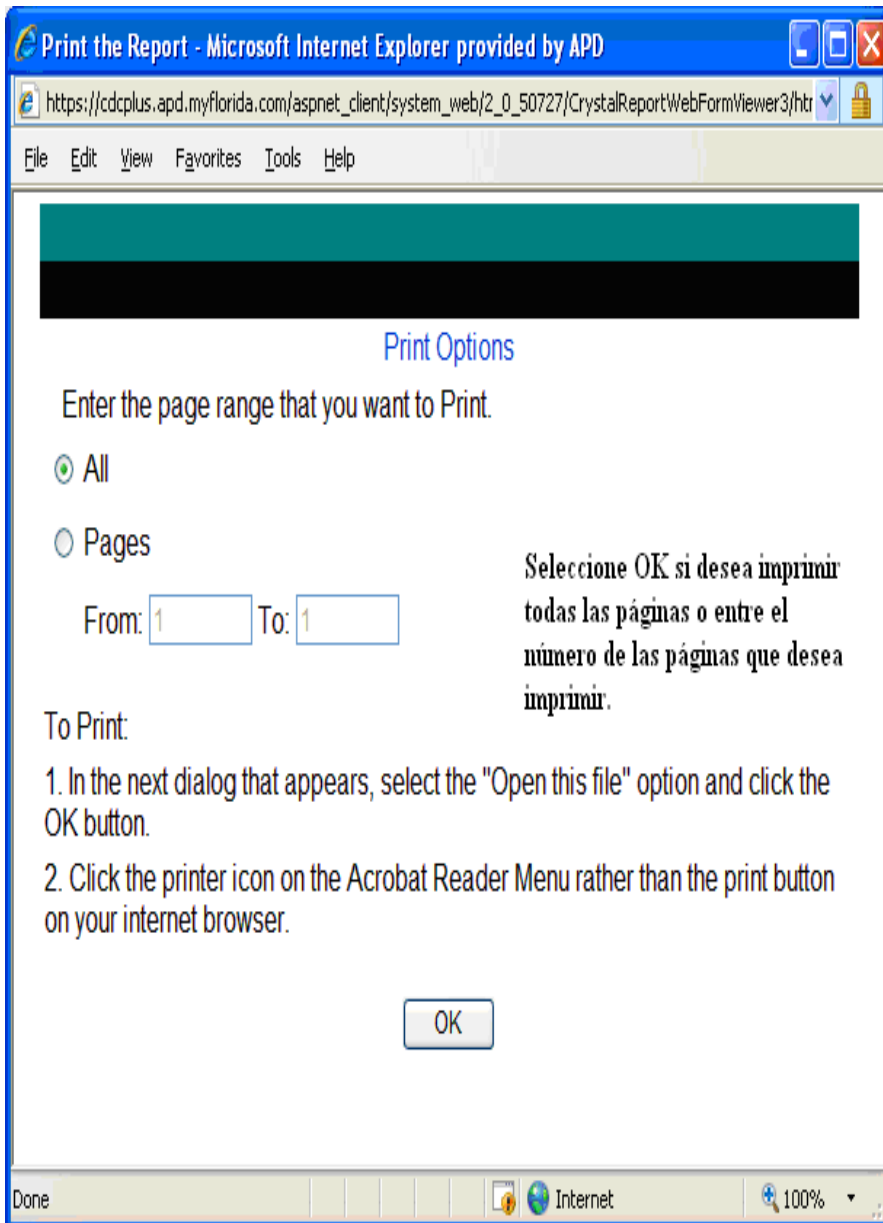 Print the Report - Microsoft Internet Explorer provided by APD
https://cdcplus.apd.myflorida.com/aspnet_client/system_web/2_0_50727/CrystalReportWebFormViewer3/htr
File Edit View Favorites Tools Help
Print Options
Enter the page range that you want to Print.
All
Pages
From: 1 To: 1
Seleccione OK si desea imprimir
todas las páginas o entre el
número de las páginas que desea
imprimir.
To Print:
1. In the next dialog that appears, select the "Open this file" option and click the
OK button.
2. Click the printer icon on the Acrobat Reader Menu rather than the print button
on your internet browser.
OK
Done Internet 100%